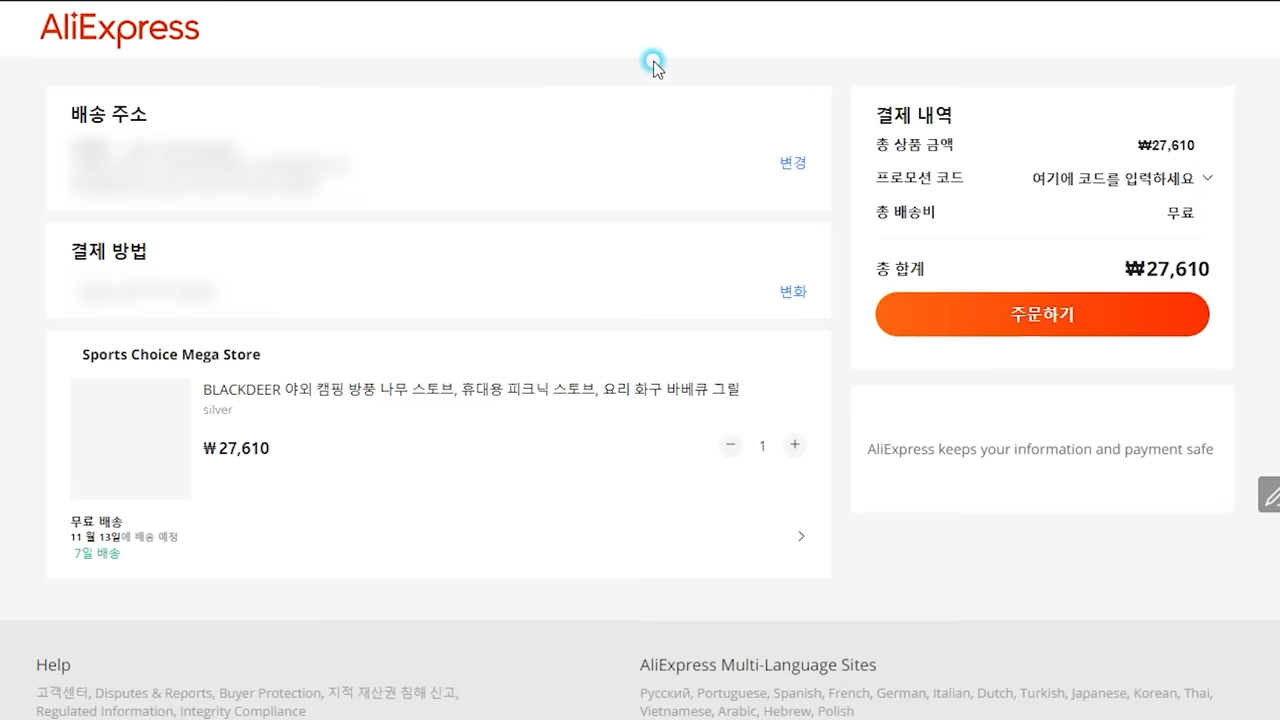 AliExpress
배송 주소
변경
결제 방법
변화
Sports Choice Mega Store
BLACKDEER 야외 캠핑 방풍 나무 스토브, 휴대용 피크닉 스토브, 요리 화구 바베큐 그릴
silver
₩27,610
1
무료 배송
11 월 13일에 배송 예정
7일 배송
결제 내역
총 상품 금액 ₩27,610
프로모션 코드 여기에 코드를 입력하세요
총 배송비 무료
총 합계 ₩27,610
주문하기
AliExpress keeps your information and payment safe
Help
고객센터, Disputes & Reports, Buyer Protection, 지적 재산권 침해 신고,
Regulated Information, Integrity Compliance
AliExpress Multi-Language Sites
Русский, Portuguese, Spanish, French, German, Italian, Dutch, Turkish, Japanese, Korean, Thai,
Vietnamese, Arabic, Hebrew, Polish